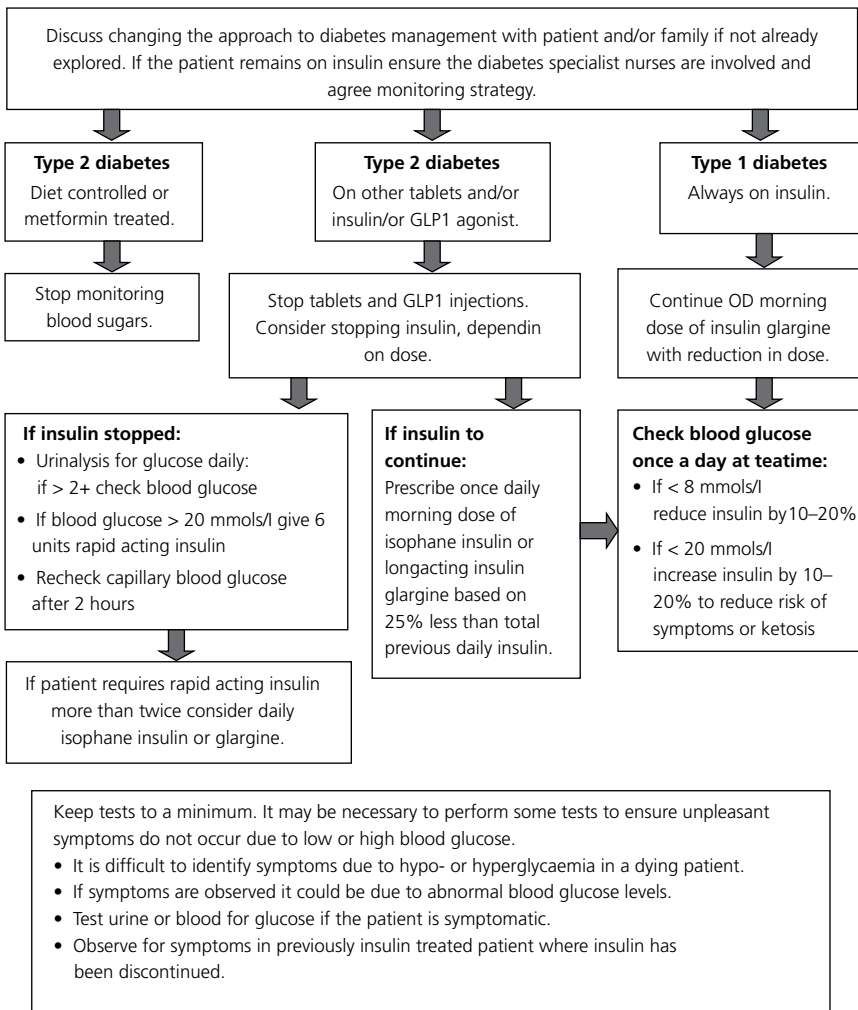 Discuss changing the approach to diabetes management with patient and/or family if not already
explored. If the patient remains on insulin ensure the diabetes specialist nurses are involved and
agree monitoring strategy.
Type 2 diabetes
Diet controlled or
metformin treated.
Type 2 diabetes
On other tablets and/or
insulin/or GLP1 agonist.
Type 1 diabetes
Always on insulin.
Stop monitoring
blood sugars.
Stop tablets and GLP1 injections.
Consider stopping insulin, dependin
on dose.
Continue OD morning
dose of insulin glargine
with reduction in dose.
If insulin stopped:
• Urinalysis for glucose daily:
if > 2+ check blood glucose
• If blood glucose > 20 mmols/l give 6
units rapid acting insulin
• Recheck capillary blood glucose
after 2 hours
If insulin to
continue:
Prescribe once daily
morning dose of
isophane insulin or
longacting insulin
glargine based on
25% less than total
previous daily insulin.
Check blood glucose
once a day at teatime:
• If < 8 mmols/l
reduce insulin by 10–20%
• If < 20 mmols/l
increase insulin by 10–
20% to reduce risk of
symptoms or ketosis
If patient requires rapid acting insulin
more than twice consider daily
isophane insulin or glargine.
Keep tests to a minimum. It may be necessary to perform some tests to ensure unpleasant
symptoms do not occur due to low or high blood glucose.
• It is difficult to identify symptoms due to hypo- or hyperglycaemia in a dying patient.
• If symptoms are observed it could be due to abnormal blood glucose levels.
• Test urine or blood for glucose if the patient is symptomatic.
• Observe for symptoms in previously insulin treated patient where insulin has
been discontinued.